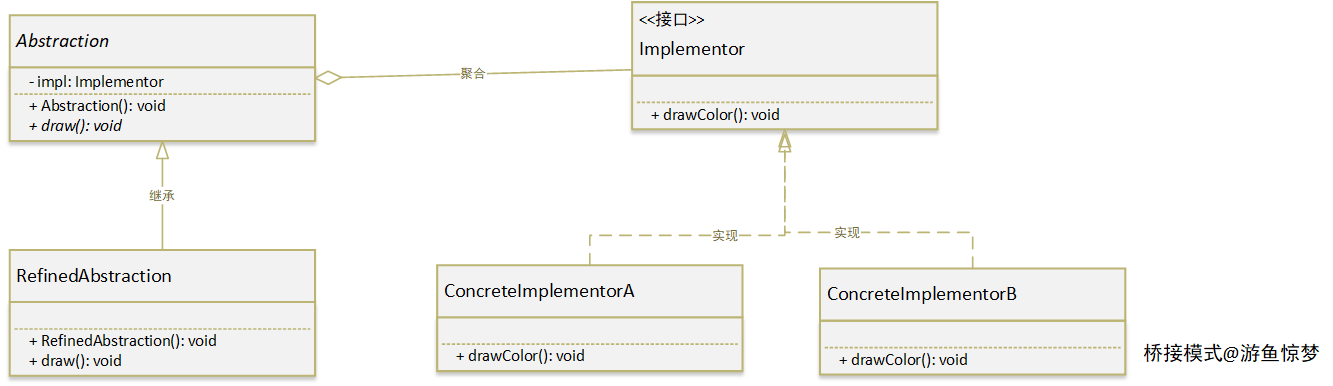 Abstraction
- impl: Implementor
+ Abstraction(): void
+ draw(): void
聚合
<<接口>>
Implementor
+ drawColor(): void
继承
实现
实现
RefinedAbstraction
+ RefinedAbstraction(): void
+ draw(): void
ConcreteImplementorA
+ drawColor(): void
ConcreteImplementorB
+ drawColor(): void
桥接模式@游鱼惊梦